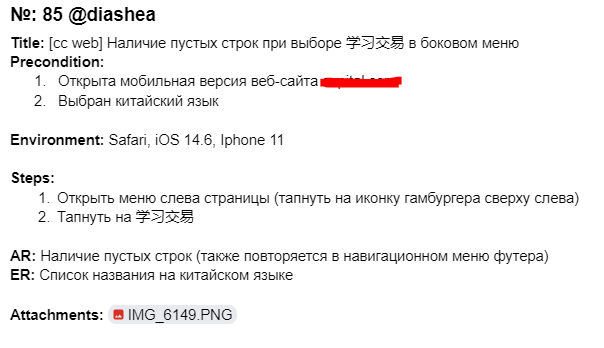 №: 85 @diashea
Title: [cc web] Наличие пустых строк при выборе 学习交易 в боковом меню
Precondition:
1. Открыта мобильная версия веб-сайта
2. Выбран китайский язык
Environment: Safari, iOS 14.6, Iphone 11
Steps:
1. Открыть меню слева страницы (тапнуть на иконку гамбургера сверху слева)
2. Тапнуть на 学习交易
AR: Наличие пустых строк (также повторяется в навигационном меню футера)
ER: Список названия на китайском языке
Attachments: IMG_6149.PNG